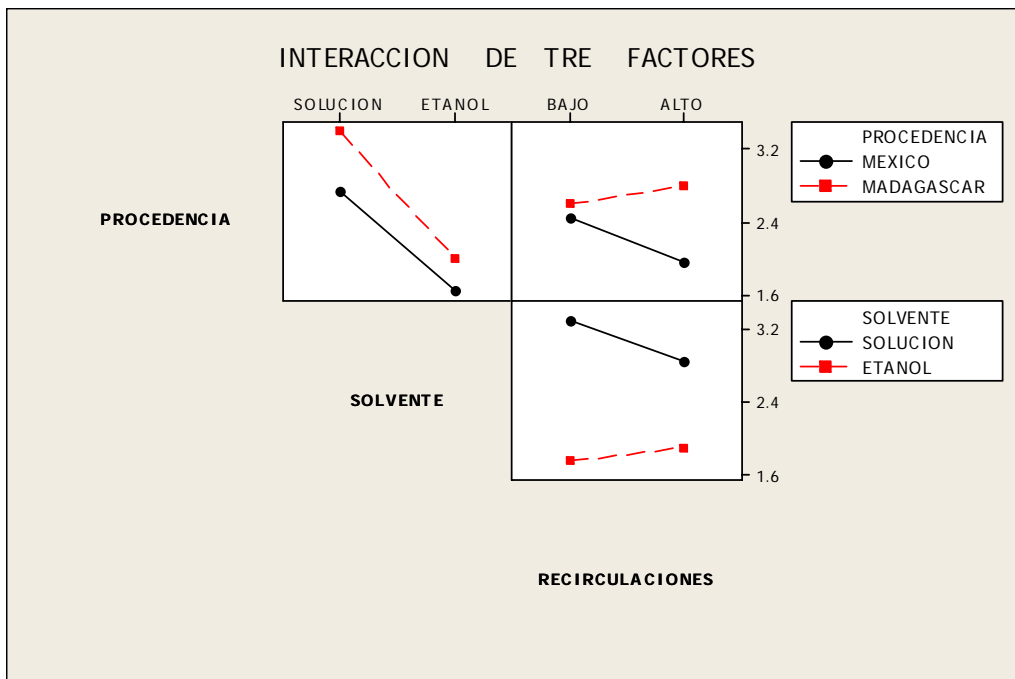 INTERACCION DE TRE FACTORES
SOLUCION ETANOL BAJO ALTO
PROCEDENCIA
3.2
2.4
1.6
PROCEDENCIA
MEXICO
MADAGASCAR
SOLVENTE
3.2
2.4
1.6
SOLVENTE
SOLUCION
ETANOL
RECIRCULACIONES